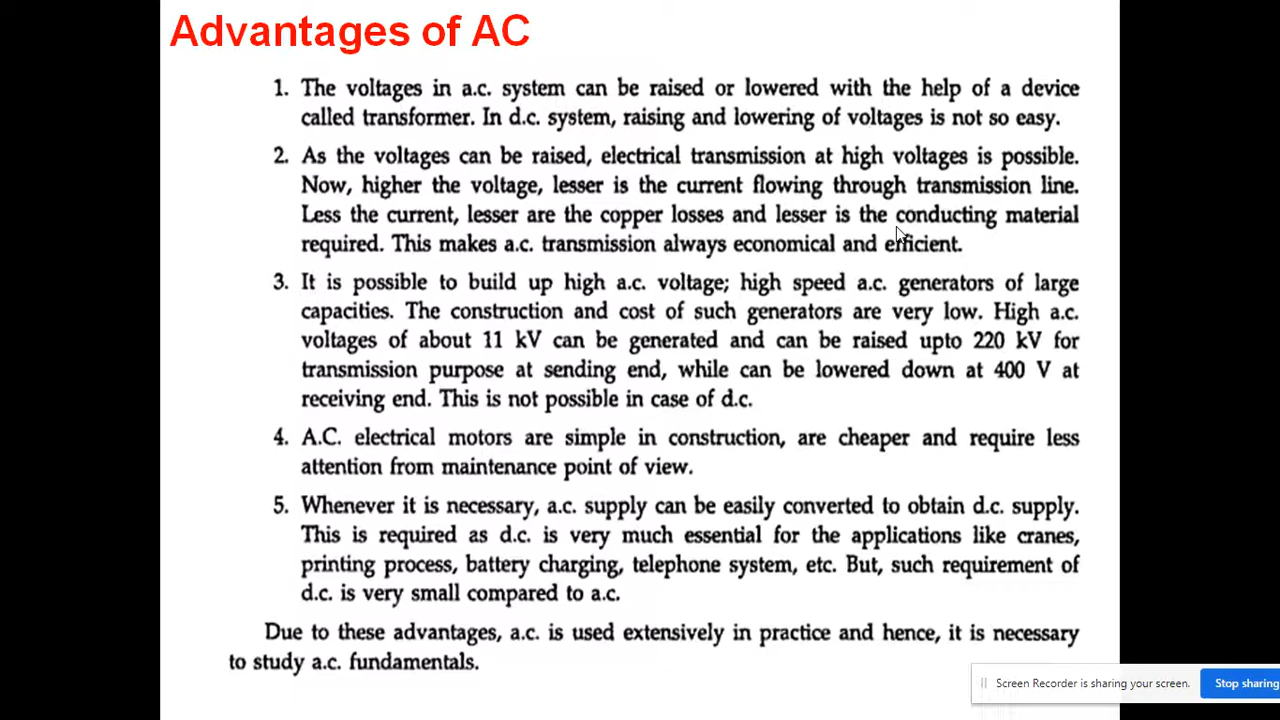 Advantages of AC
1. The voltages in a.c. system can be raised or lowered with the help of a device
called transformer. In d.c. system, raising and lowering of voltages is not so easy.
2. As the voltages can be raised, electrical transmission at high voltages is possible.
Now, higher the voltage, lesser is the current flowing through transmission line.
Less the current, lesser are the copper losses and lesser is the conducting material
required. This makes a.c. transmission always economical and efficient.
3. It is possible to build up high a.c. voltage; high speed a.c. generators of large
capacities. The construction and cost of such generators are very low. High a.c.
voltages of about 11 kV can be generated and can be raised upto 220 kV for
transmission purpose at sending end, while can be lowered down at 400 V at
receiving end. This is not possible in case of d.c.
4. A.C. electrical motors are simple in construction, are cheaper and require less
attention from maintenance point of view.
5. Whenever it is necessary, a.c. supply can be easily converted to obtain d.c. supply.
This is required as d.c. is very much essential for the applications like cranes,
printing process, battery charging, telephone system, etc. But, such requirement of
d.c. is very small compared to a.c.
Due to these advantages, a.c. is used extensively in practice and hence, it is necessary
to study a.c. fundamentals.
Screen Recorder is sharing your screen. Stop sharing